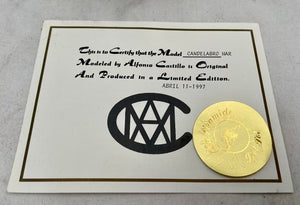 This is to Certify that the Model CANDELABRO MAR
Modeled by Alfonso Castillo is Original
And Produced in a Limited Edition.
ABRIL 11-1997